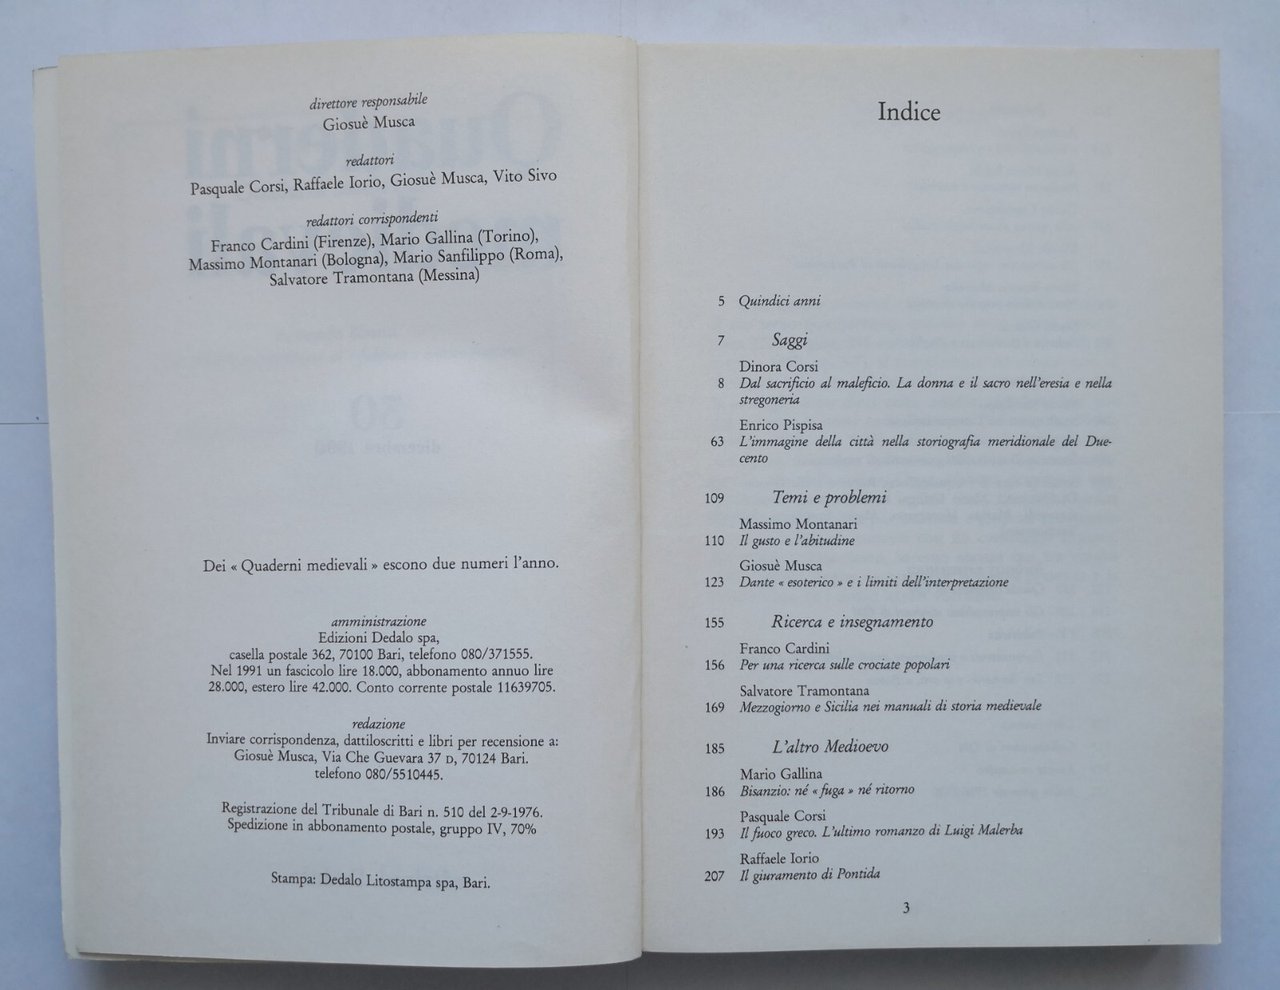 direttore responsabile
Giosuè Musca
redattori
Pasquale Corsi, Raffaele Iorio, Giosuè Musca, Vito Sivo
redattori corrispondenti
Franco Cardini (Firenze), Mario Gallina (Torino),
Massimo Montanari (Bologna), Mario Sanfilippo (Roma),
Salvatore Tramontana (Messina)
Dei « Quaderni medievali » escono due numeri l'anno.
amministrazione
Edizioni Dedalo spa,
casella postale 362, 70100 Bari, telefono 080/371555.
Nel 1991 un fascicolo lire 18.000, abbonamento annuo lire
28.000, estero lire 42.000. Conto corrente postale 11639705.
redazione
Inviare corrispondenza, dattiloscritti e libri per recensione a:
Giosuè Musca, Via Che Guevara 37 D, 70124 Bari.
telefono 080/5510445.
Registrazione del Tribunale di Bari n. 510 del 2-9-1976.
Spedizione in abbonamento postale, gruppo IV, 70%
Stampa: Dedalo Litostampa spa, Bari.
Indice
5 Quindici anni
7 Saggi
Dinora Corsi
8 Dal sacrificio al maleficio. La donna e il sacro nell'eresia e nella
stregoneria
Enrico Pispisa
63 L'immagine della città nella storiografia meridionale del Due-
cento
109 Temi e problemi
Massimo Montanari
110 Il gusto e l'abitudine
Giosuè Musca
123 Dante « esoterico » e i limiti dell'interpretazione
155 Ricerca e insegnamento
Franco Cardini
156 Per una ricerca sulle crociate popolari
Salvatore Tramontana
169 Mezzogiorno e Sicilia nei manuali di storia medievale
185 L'altro Medioevo
Mario Gallina
186 Bisanzio: né « fuga » né ritorno
Pasquale Corsi
193 Il fuoco greco. L'ultimo romanzo di Luigi Malerba
Raffaele Iorio
207 Il giuramento di Pontida
3